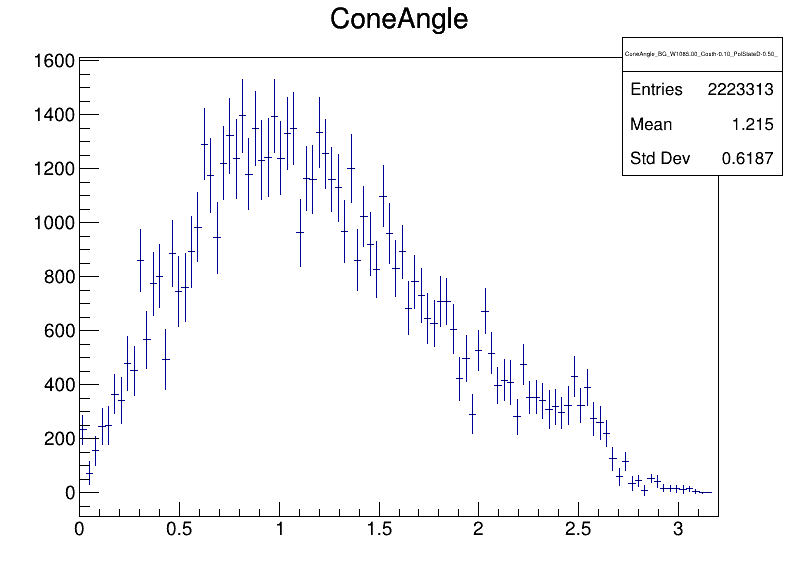 ConeAngle
ConeAngle_BG_W1085.00_Costh-0.10_PolStateD-0.50_
Entries 2223313
Mean 1.215
Std Dev 0.6187
1600
1400
1200
1000
800
600
400
200
0
0 0.5 1 1.5 2 2.5 3